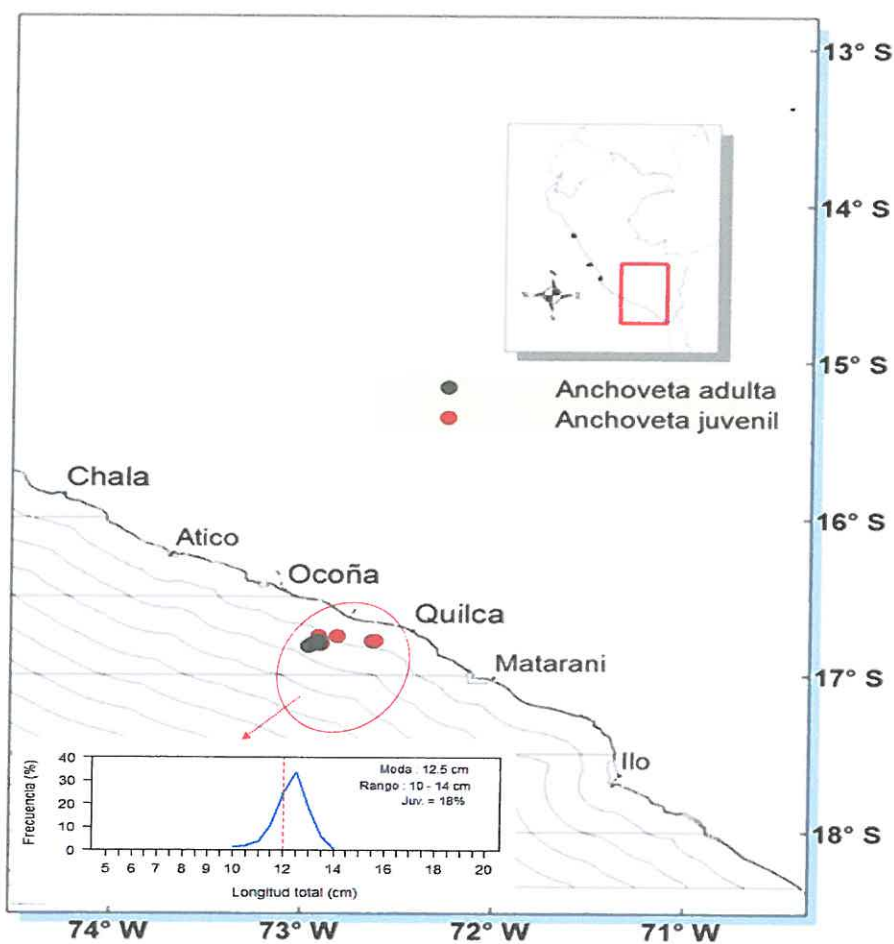 13° S
14° S
15° S
Anchoveta adulta
Anchoveta juvenil
Chala
16° S
Atico
Ocoña
Quilca
Matarani
17° S
Ilo
18° S
Frecuencia (%)
40
30
20
10
0
Moda : 12.5 cm
Rango : 10 - 14 cm
Juv. = 18%
5 6 7 8 9 10 12 14 16 18 20
Longitud total (cm)
74° W 73° W 72° W 71° W